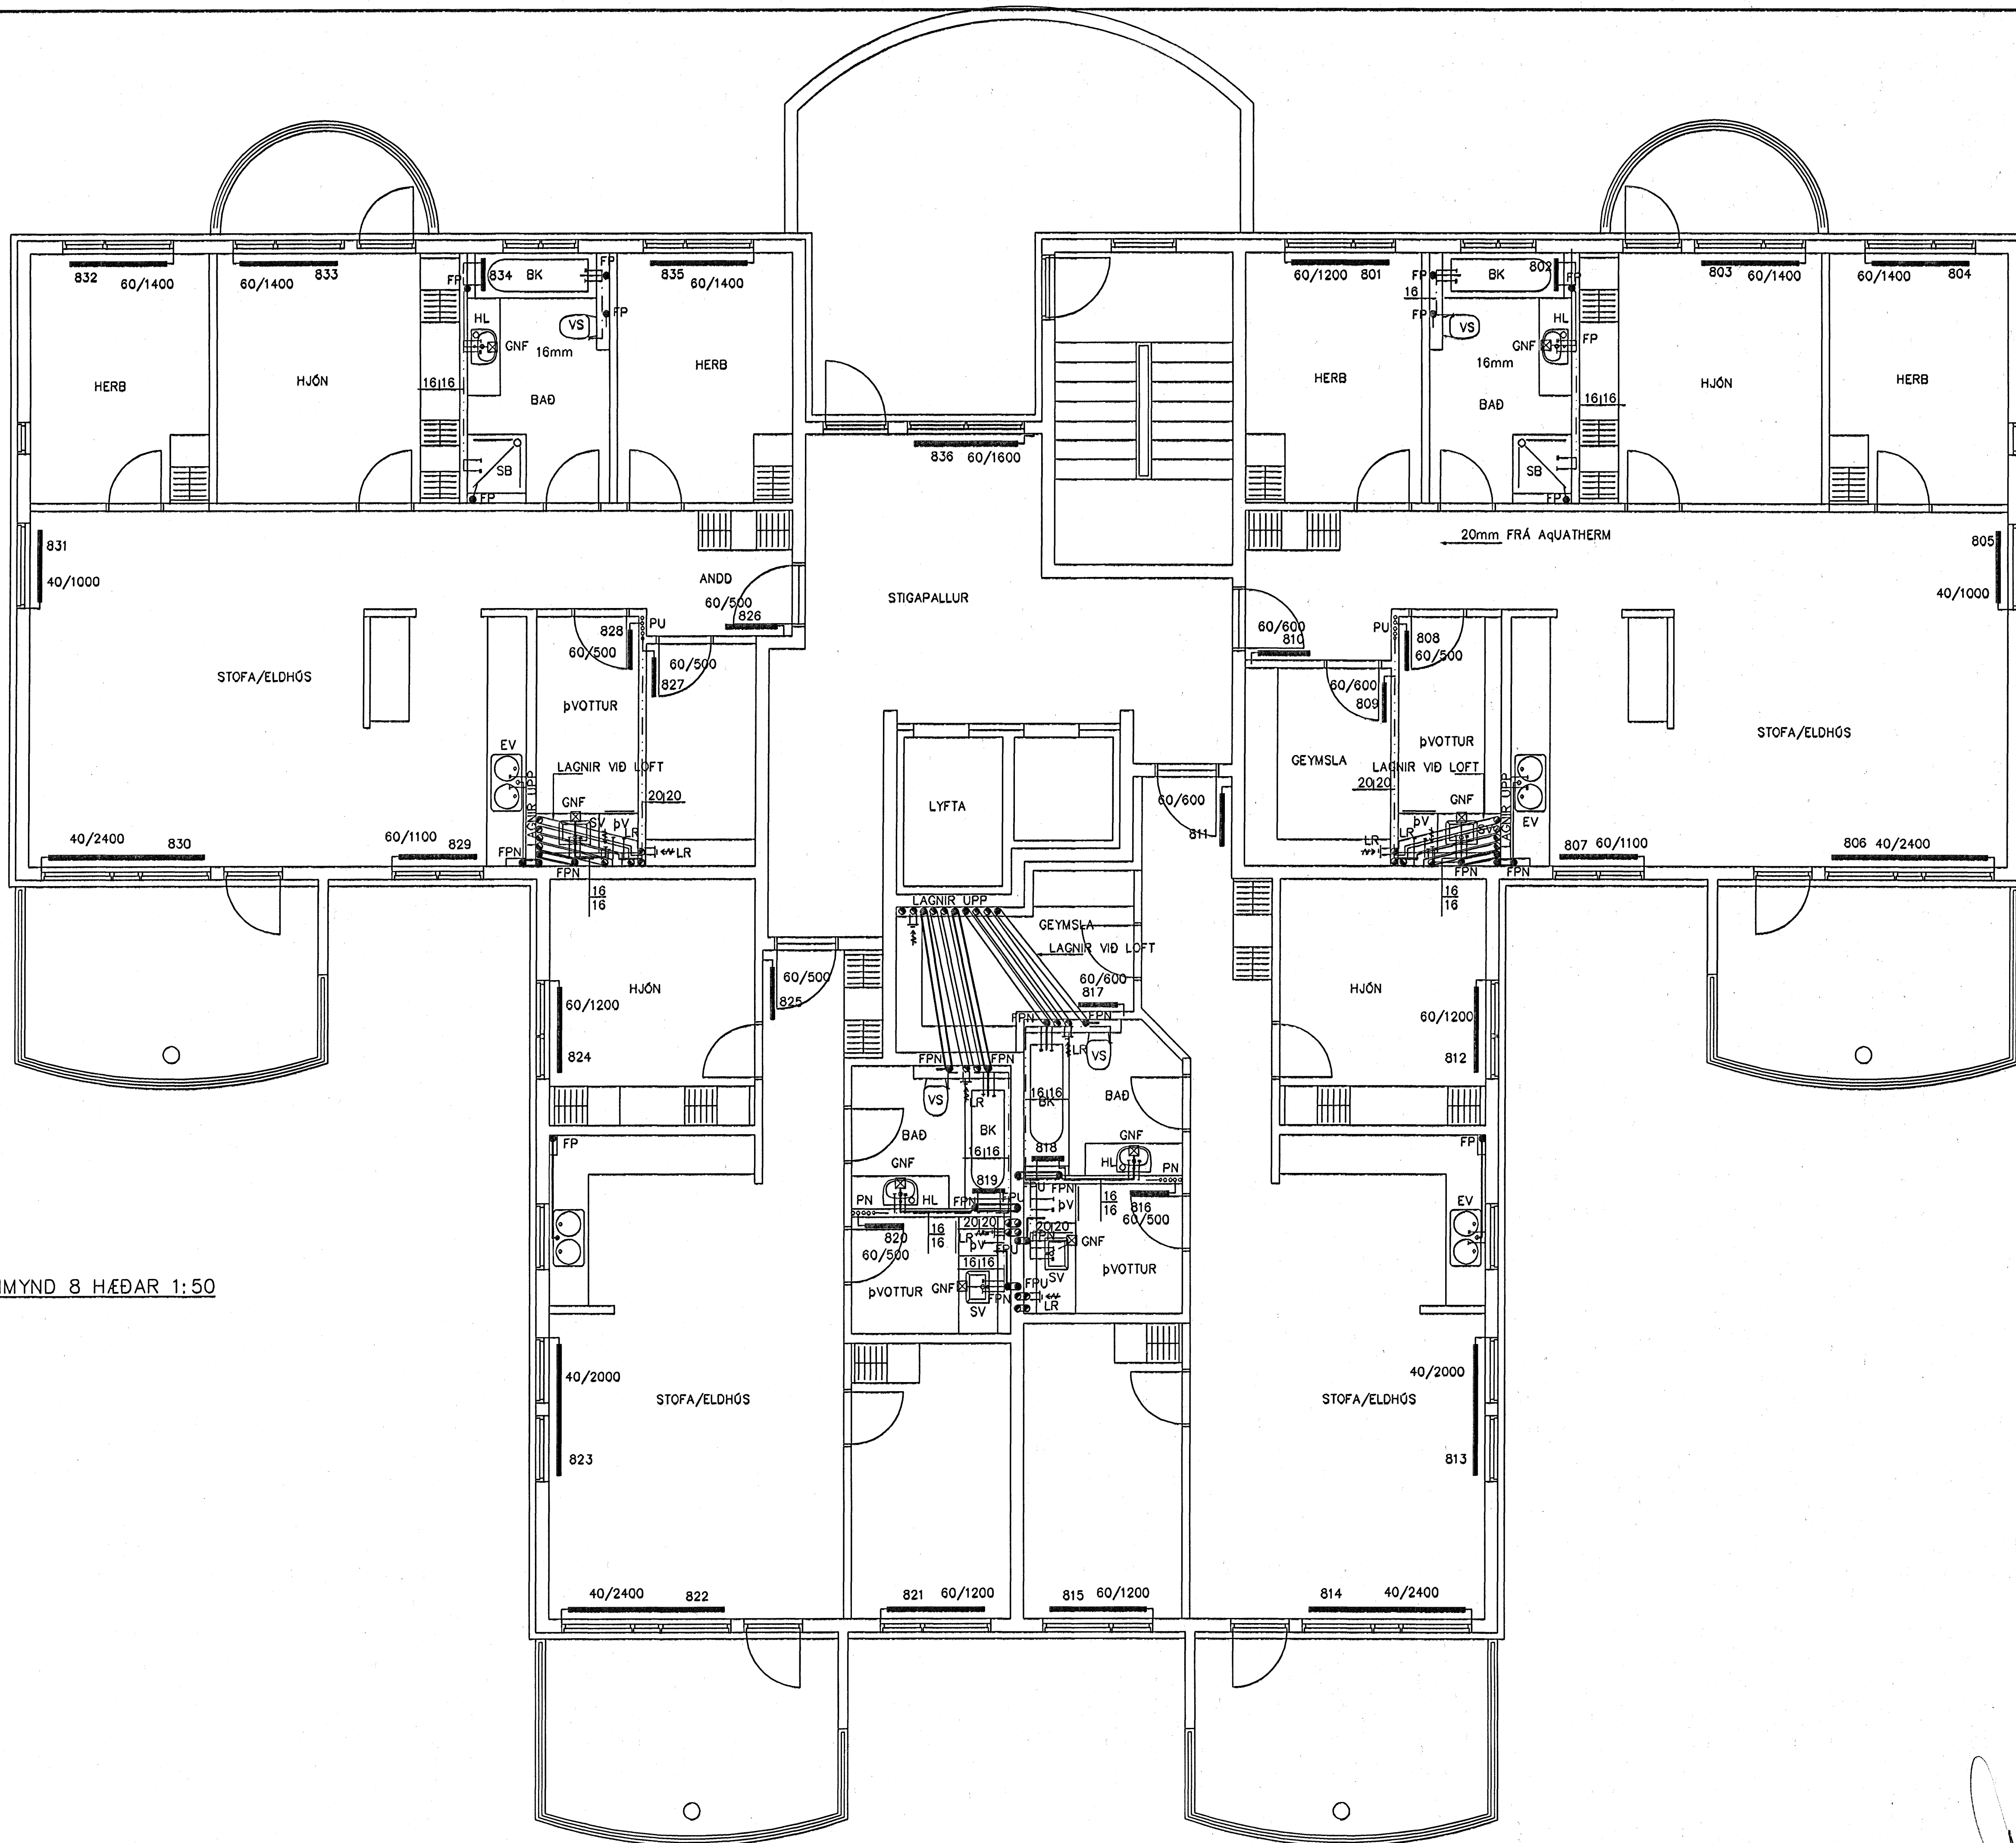 832 60/1400
60/1400 833
FP 834 BK FP
835
60/1400
60/1200 801
FP BK 802 FP
803 60/1400
60/1400 804
HL VS FP
GNF 16mm
16
FP VS HL
GNF FP
16mm
HERB
HJÓN
16|16
BAÐ
HERB
HERB
BAÐ
16|16
HJÓN
HERB
SB
FP
836 60/1600
SB
FP
831
40/1000
20mm FRÁ AqUATHERM
805
40/1000
ANDD
60/500
826
STIGAPALLUR
828
60/500
PU
60/500
827
60/600
810
PU
808
60/500
60/600
809
STOFA/ELDHÚS
þVOTTUR
GEYMSLA
þVOTTUR
STOFA/ELDHÚS
EV
LAGNIR VIÐ LOFT
LAGNIR UPP
GNF
20|20
SV þV LR
LR
LYFTA
60/600
811
LAGNIR VIÐ LOFT
20|20
GNF
LAGNIR UPP
EV
LR LR þV SV
40/2400 830
60/1100 829
FPN
FPN
16
16
FPN FPN
16
16
807 60/1100
806 40/2400
LAGNIR UPP
GEYMSLA
LAGNIR VIÐ LOFT
60/600
817
HJÓN
60/1200
824
60/500
825
HJÓN
60/1200
812
FPN FPN
LR VS
FPN FPN
VS LR
16|16
BK
BAÐ
BAÐ
BK
16|16
GNF
GNF
818
HL PN
819
PN HL FPN FPU
FPU FPN
þV
16
16
816
60/500
FP
FP
EV
820
60/500
16
16
20|20
LR þV FP
16|16
20|20
FPN
GNF
þVOTTUR
GNF
SV
FPN
FPU
SV
LR
þVOTTUR
MYND 8 HÆÐAR 1:50
40/2000
STOFA/ELDHÚS
823
40/2000
STOFA/ELDHÚS
813
40/2400 822
821 60/1200
815 60/1200
814 40/2400